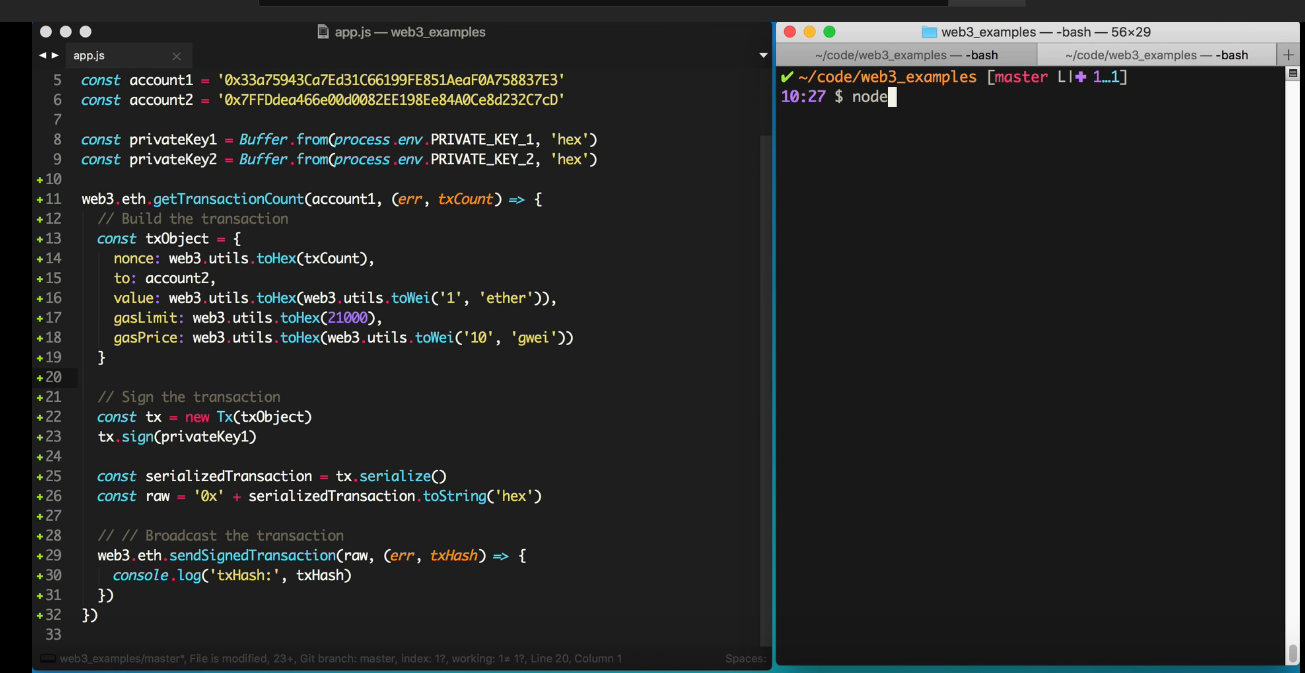 app.js — web3_examples
app.js
5 const account1 = '0x33a75943Ca7Ed31C66199FE851AeaF0A758837E3'
6 const account2 = '0x7FFDdea466e00d0082EE198Ee84A0Ce8d232C7cD'
7
8 const privateKey1 = Buffer.from(process.env.PRIVATE_KEY_1, 'hex')
9 const privateKey2 = Buffer.from(process.env.PRIVATE_KEY_2, 'hex')
+10
+11 web3.eth.getTransactionCount(account1, (err, txCount) => {
+12 // Build the transaction
+13 const txObject = {
+14 nonce: web3.utils.toHex(txCount),
+15 to: account2,
+16 value: web3.utils.toHex(web3.utils.toWei('1', 'ether')),
+17 gasLimit: web3.utils.toHex(21000),
+18 gasPrice: web3.utils.toHex(web3.utils.toWei('10', 'gwei'))
+19 }
+20
+21 // Sign the transaction
+22 const tx = new Tx(txObject)
+23 tx.sign(privateKey1)
+24
+25 const serializedTransaction = tx.serialize()
+26 const raw = '0x' + serializedTransaction.toString('hex')
+27
+28 // // Broadcast the transaction
+29 web3.eth.sendSignedTransaction(raw, (err, txHash) => {
+30 console.log('txHash:', txHash)
+31 })
+32 })
33
web3_examples/master*, File is modified, 23+, Git branch: master, index: 1?, working: 1≠ 1?, Line 20, Column 1
Spaces:
web3_examples — -bash — 56×29
~/code/web3_examples — -bash
~/code/web3_examples — -bash
✔ ~/code/web3_examples [master L|✚ 1…1]
10:27 $ node